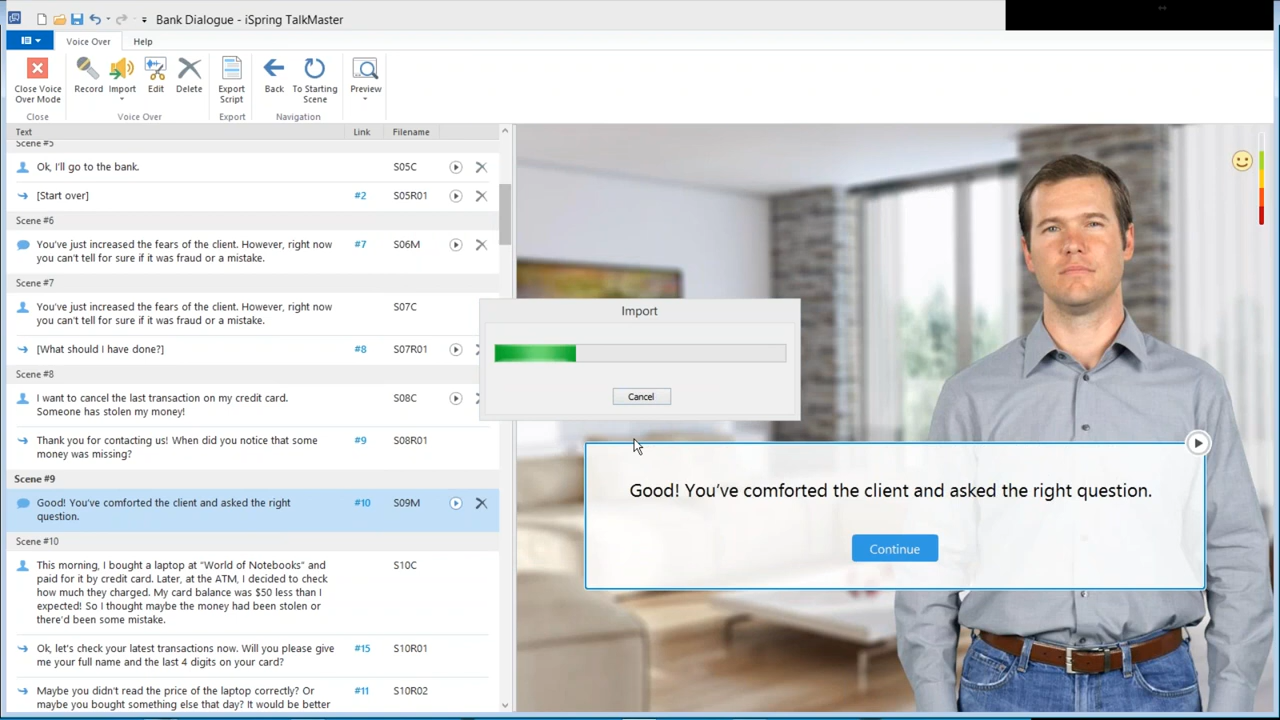 Bank Dialogue - iSpring TalkMaster
Voice Over
Help
Close Voice
Over Mode
Record
Import
Edit
Delete
Export
Script
Back
To Starting
Scene
Preview
Close
Voice Over
Export
Navigation
Text
Link
Filename
Scene #5
Ok, I'll go to the bank.
S05C
[Start over]
#2
S05R01
Scene #6
You've just increased the fears of the client. However, right now
you can't tell for sure if it was fraud or a mistake.
#7
S06M
Scene #7
You've just increased the fears of the client. However, right now
you can't tell for sure if it was fraud or a mistake.
S07C
[What should I have done?]
#8
S07R01
Scene #8
I want to cancel the last transaction on my credit card.
Someone has stolen my money!
S08C
Thank you for contacting us! When did you notice that some
money was missing?
#9
S08R01
Scene #9
Good! You've comforted the client and asked the right
question.
#10
S09M
Scene #10
This morning, I bought a laptop at "World of Notebooks" and
paid for it by credit card. Later, at the ATM, I decided to check
how much they charged. My card balance was $50 less than I
expected! So I thought maybe the money had been stolen or
there'd been some mistake.
S10C
Ok, let's check your latest transactions now. Will you please give
me your full name and the last 4 digits on your card?
#15
S10R01
Maybe you didn't read the price of the laptop correctly? Or
maybe you bought something else that day? It would be better
#11
S10R02
Import
Cancel
Good! You've comforted the client and asked the right question.
Continue